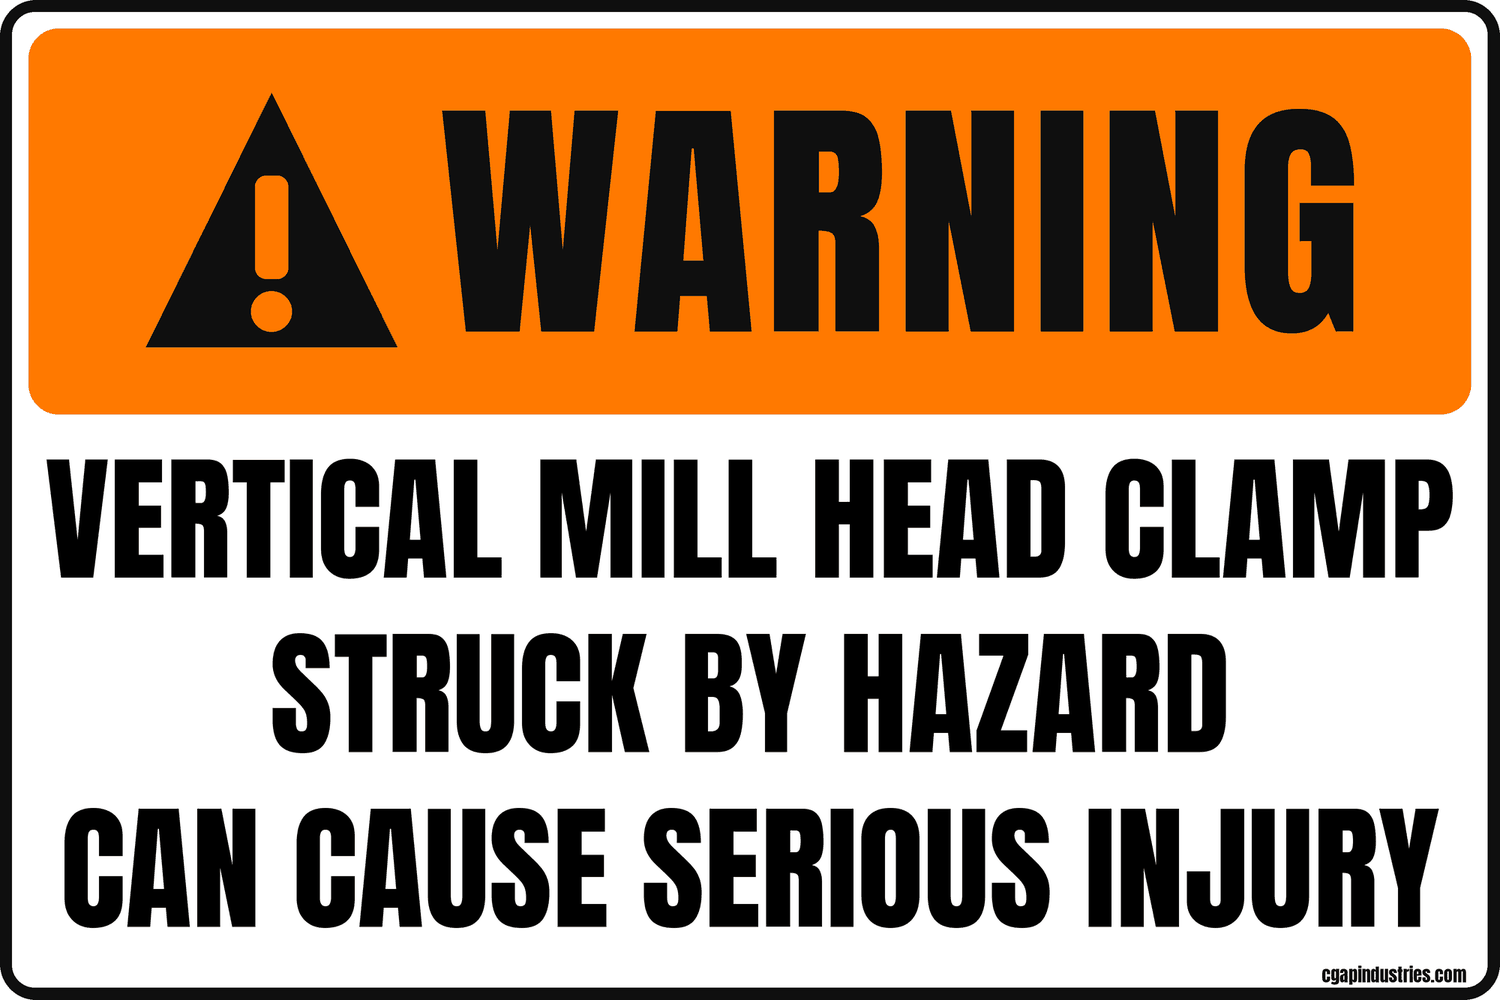 WARNING
VERTICAL MILL HEAD CLAMP
STRUCK BY HAZARD
CAN CAUSE SERIOUS INJURY
cgapindustries.com